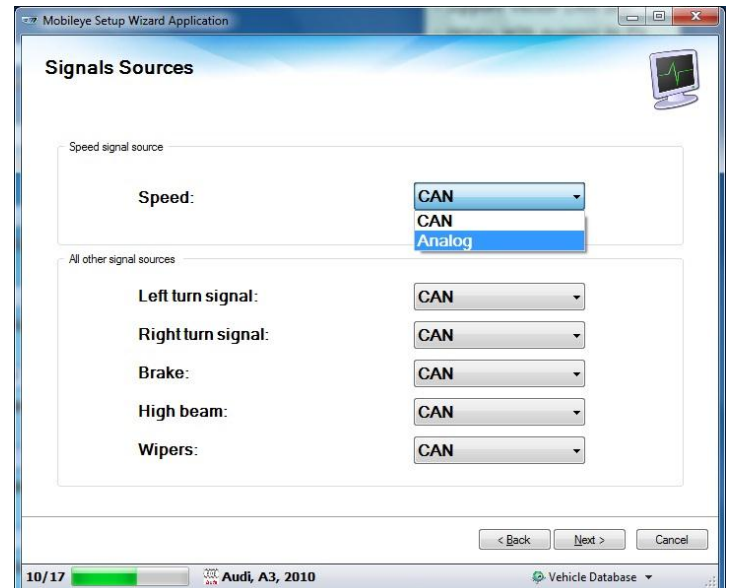 Mobileye Setup Wizard Application
Signals Sources
Speed signal source
Speed: CAN
CAN
Analog
All other signal sources
Left turn signal: CAN
Right turn signal: CAN
Brake: CAN
High beam: CAN
Wipers: CAN
< Back Next > Cancel
10/17 Audi, A3, 2010 Vehicle Database